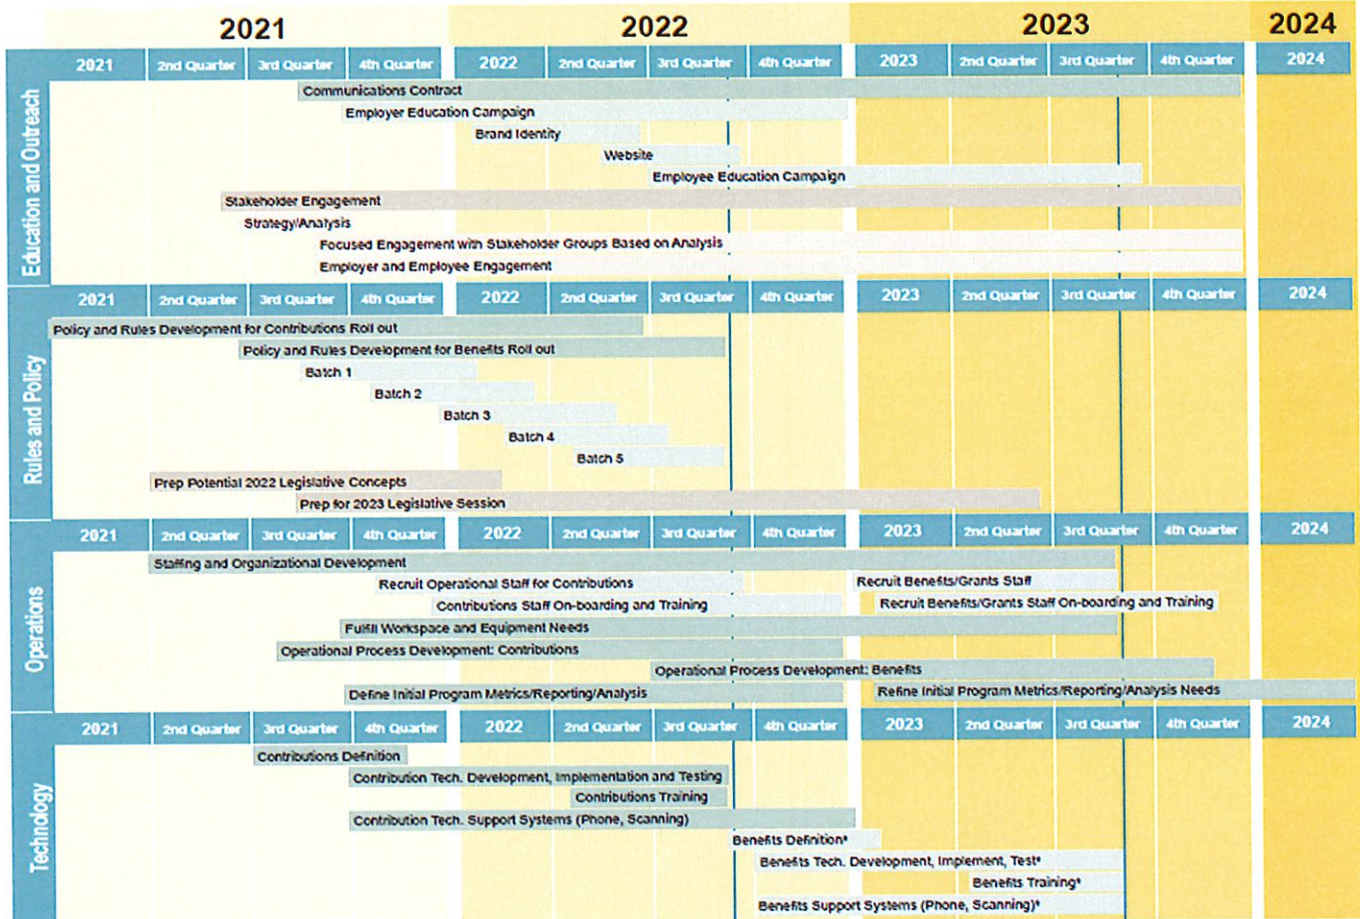 2021 2022 2023 2024
Education and Outreach
2021 2nd Quarter 3rd Quarter 4th Quarter 2022 2nd Quarter 3rd Quarter 4th Quarter 2023 2nd Quarter 3rd Quarter 4th Quarter 2024
Communications Contract
Employer Education Campaign
Brand Identity
Website
Employee Education Campaign
Stakeholder Engagement
Strategy/Analysis
Focused Engagement with Stakeholder Groups Based on Analysis
Employer and Employee Engagement
Rules and Policy
2021 2nd Quarter 3rd Quarter 4th Quarter 2022 2nd Quarter 3rd Quarter 4th Quarter 2023 2nd Quarter 3rd Quarter 4th Quarter 2024
Policy and Rules Development for Contributions Roll out
Policy and Rules Development for Benefits Roll out
Batch 1
Batch 2
Batch 3
Batch 4
Batch 5
Prep Potential 2022 Legislative Concepts
Prep for 2023 Legislative Session
Operations
2021 2nd Quarter 3rd Quarter 4th Quarter 2022 2nd Quarter 3rd Quarter 4th Quarter 2023 2nd Quarter 3rd Quarter 4th Quarter 2024
Staffing and Organizational Development
Recruit Operational Staff for Contributions Recruit Benefits/Grants Staff
Contributions Staff On-boarding and Training Recruit Benefits/Grants Staff On-boarding and Training
Fulfill Workspace and Equipment Needs
Operational Process Development: Contributions
Operational Process Development: Benefits
Define Initial Program Metrics/Reporting/Analysis Refine Initial Program Metrics/Reporting/Analysis Needs
Technology
2021 2nd Quarter 3rd Quarter 4th Quarter 2022 2nd Quarter 3rd Quarter 4th Quarter 2023 2nd Quarter 3rd Quarter 4th Quarter 2024
Contributions Definition
Contribution Tech. Development, Implementation and Testing
Contributions Training
Contribution Tech. Support Systems (Phone, Scanning)
Benefits Definition*
Benefits Tech. Development, Implement, Test*
Benefits Training*
Benefits Support Systems (Phone, Scanning)*